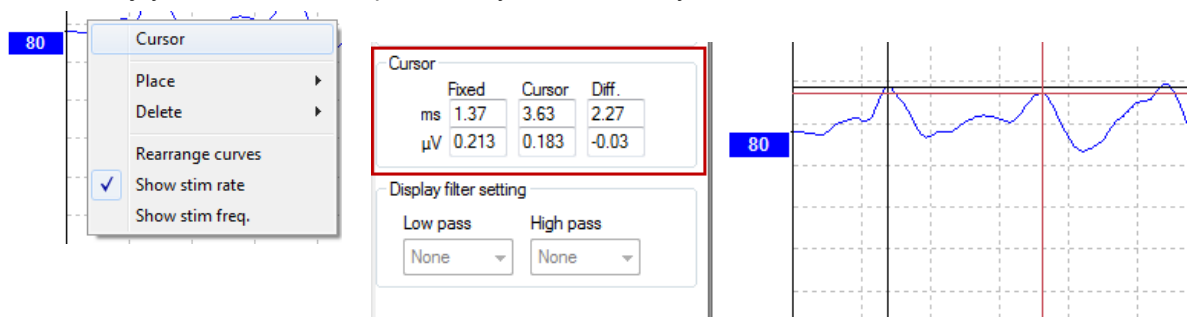 80
Cursor
Place
Delete
Rearrange curves
Show stim rate
Show stim freq.
Cursor
Fixed Cursor Diff.
ms 1.37 3.63 2.27
µV 0.213 0.183 -0.03
Display filter setting
Low pass High pass
None None
80